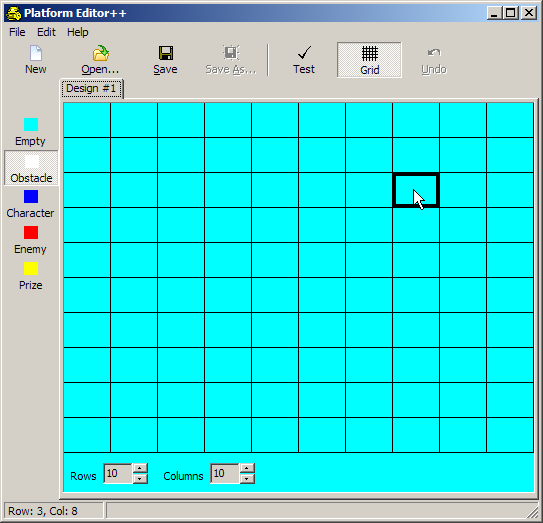 Platform Editor++
File Edit Help
New Open... Save Save As... Test Grid Undo
Design #1
Empty
Obstacle
Character
Enemy
Prize
Rows 10 Columns 10
Row: 3, Col: 8